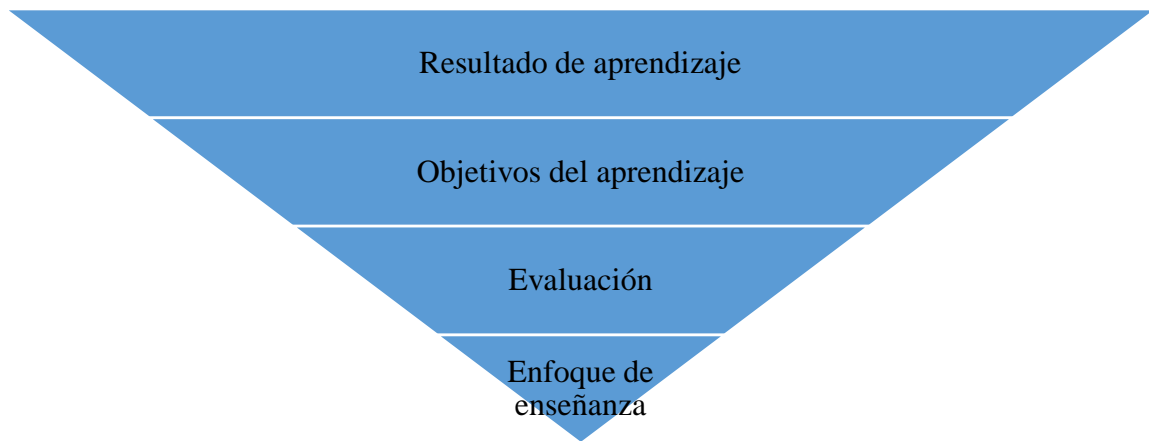 Resultado de aprendizaje
Objetivos del aprendizaje
Evaluación
Enfoque de
enseñanza